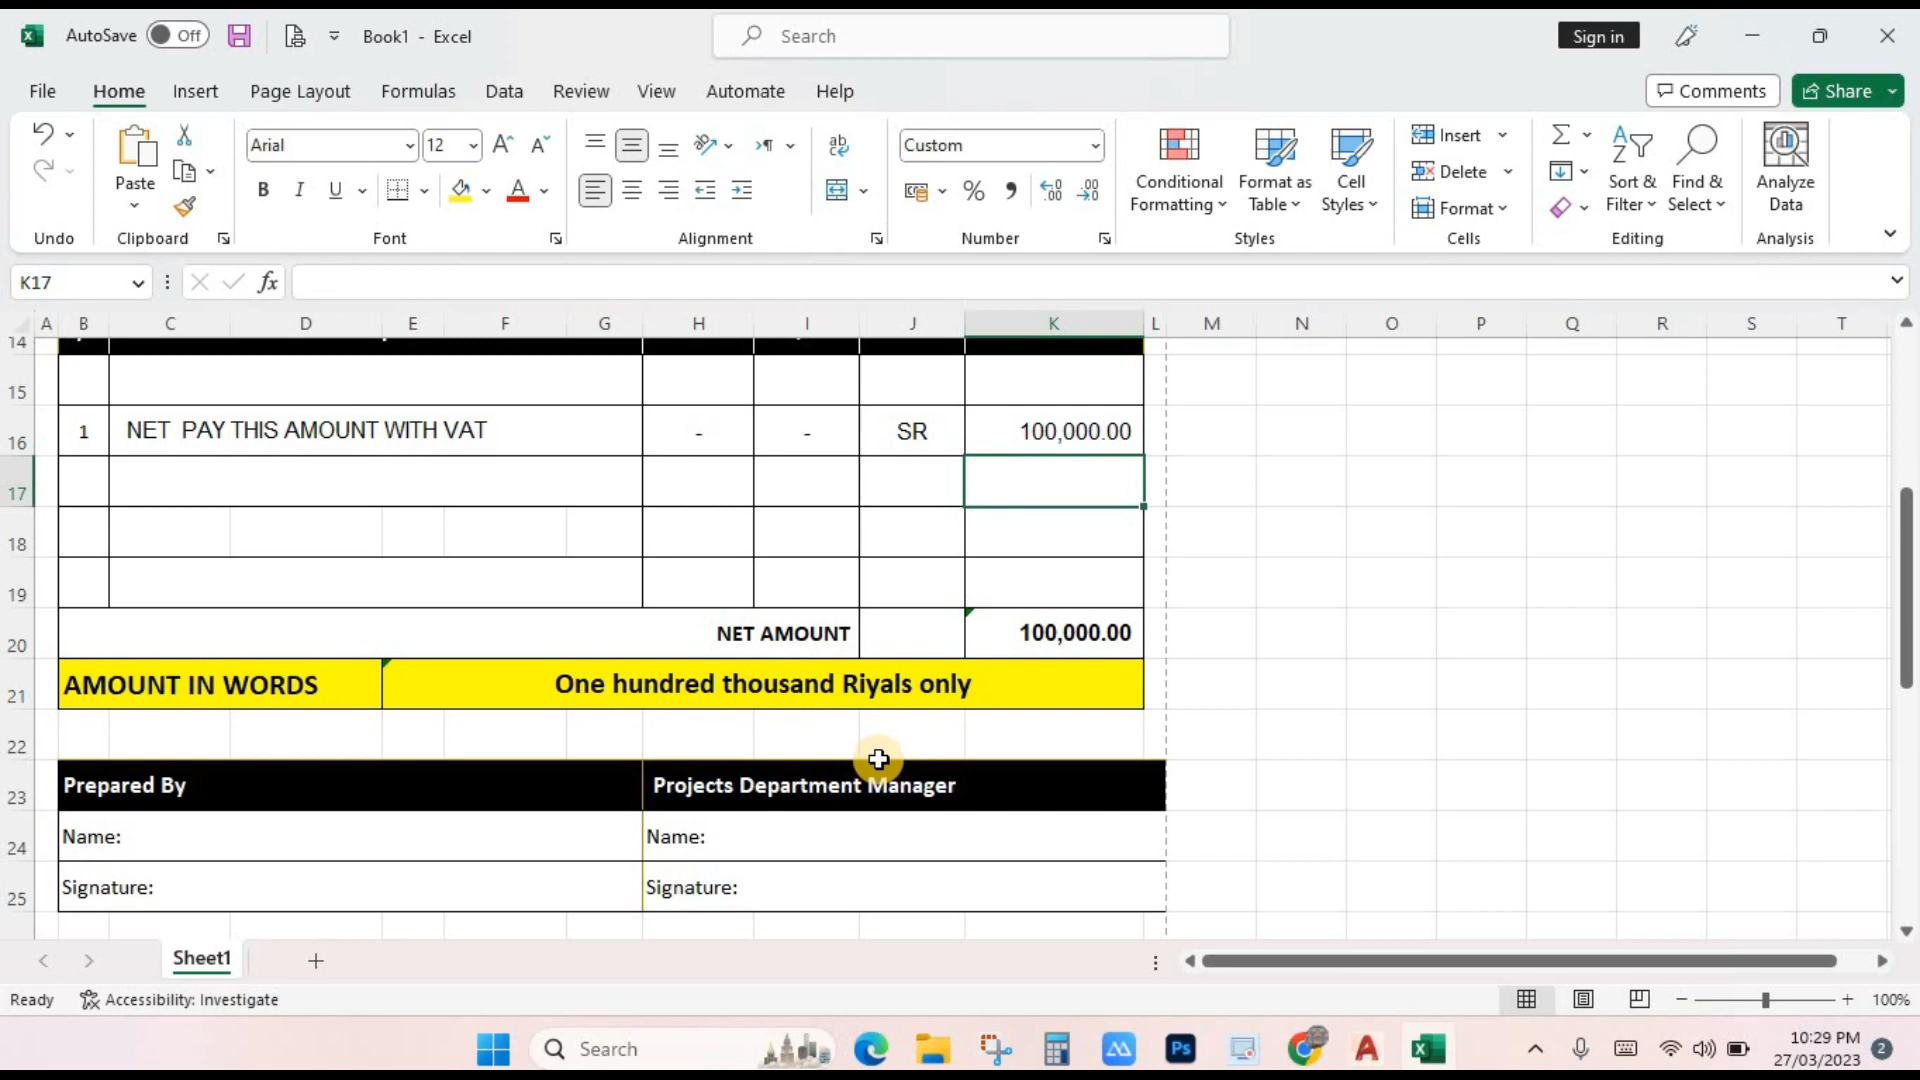 AutoSave Off Book1 - Excel Search Sign in
File Home Insert Page Layout Formulas Data Review View Automate Help Comments Share
Arial 12 Custom Insert
Paste Conditional Format as Cell Delete Sort & Find & Analyze
B I U % Formatting Table Styles Format Filter Select Data
Undo Clipboard Font Alignment Number Styles Cells Editing Analysis
K17 fx
A B C D E F G H I J K L M N O P Q R S T
14
15
16 1 NET PAY THIS AMOUNT WITH VAT - - SR 100,000.00
17
18
19
20 NET AMOUNT 100,000.00
21 AMOUNT IN WORDS One hundred thousand Riyals only
22
23 Prepared By Projects Department Manager
24 Name: Name:
25 Signature: Signature:
Sheet1
Ready Accessibility: Investigate 100%
Search Ps 10:29 PM 2
27/03/2023